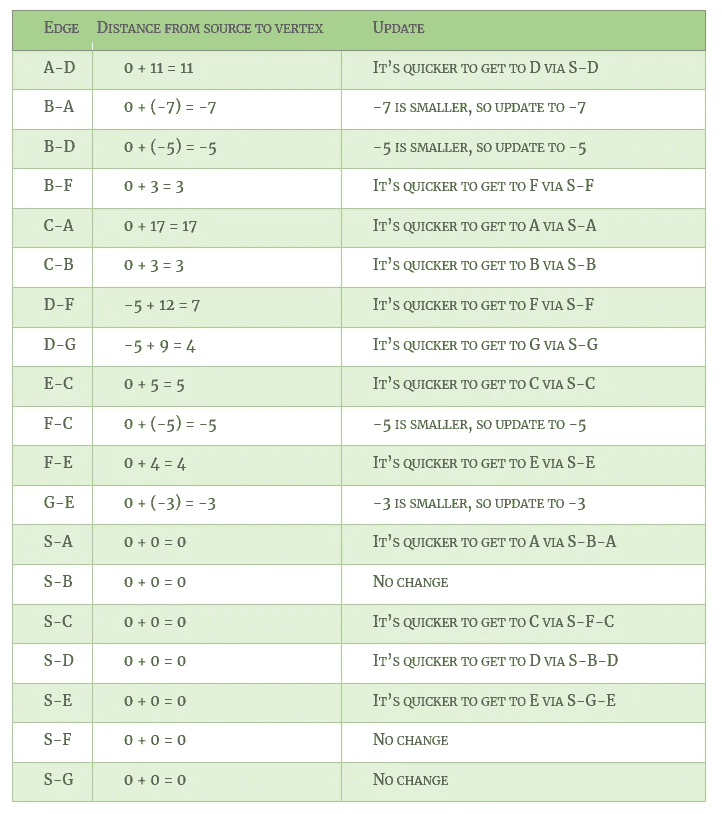 Edge Distance from source to vertex Update
A-D 0 + 11 = 11 It’s quicker to get to D via S-D
B-A 0 + (-7) = -7 -7 is smaller, so update to -7
B-D 0 + (-5) = -5 -5 is smaller, so update to -5
B-F 0 + 3 = 3 It’s quicker to get to F via S-F
C-A 0 + 17 = 17 It’s quicker to get to A via S-A
C-B 0 + 3 = 3 It’s quicker to get to B via S-B
D-F -5 + 12 = 7 It’s quicker to get to F via S-F
D-G -5 + 9 = 4 It’s quicker to get to G via S-G
E-C 0 + 5 = 5 It’s quicker to get to C via S-C
F-C 0 + (-5) = -5 -5 is smaller, so update to -5
F-E 0 + 4 = 4 It’s quicker to get to E via S-E
G-E 0 + (-3) = -3 -3 is smaller, so update to -3
S-A 0 + 0 = 0 It’s quicker to get to A via S-B-A
S-B 0 + 0 = 0 No change
S-C 0 + 0 = 0 It’s quicker to get to C via S-F-C
S-D 0 + 0 = 0 It’s quicker to get to D via S-B-D
S-E 0 + 0 = 0 It’s quicker to get to E via S-G-E
S-F 0 + 0 = 0 No change
S-G 0 + 0 = 0 No change